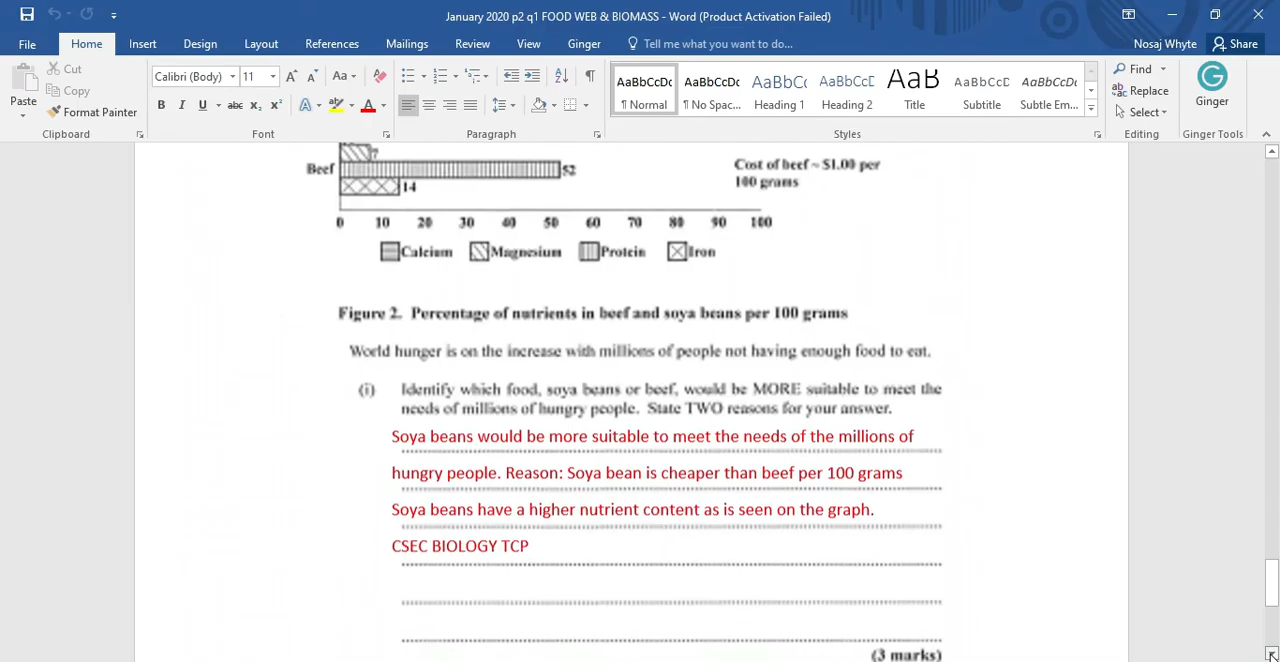 January 2020 p2 q1 FOOD WEB & BIOMASS - Word (Product Activation Failed)
File Home Insert Design Layout References Mailings Review View Ginger Tell me what you want to do... Nosaj Whyte Share
Paste Cut Copy Format Painter
Calibri (Body) 11
AaBbCcDc AaBbCcDc AaBbCc AaBbCcE AaB AaBbCcD AaBbCcDc
¶ Normal ¶ No Spac... Heading 1 Heading 2 Title Subtitle Subtle Em...
Find Replace Select Ginger
Clipboard Font Paragraph Styles Editing Ginger Tools
7
Beef 52
14
Cost of beef ~ $1.00 per
100 grams
0 10 20 30 40 50 60 70 80 90 100
Calcium Magnesium Protein Iron
Figure 2. Percentage of nutrients in beef and soya beans per 100 grams
World hunger is on the increase with millions of people not having enough food to eat.
(i) Identify which food, soya beans or beef, would be MORE suitable to meet the
needs of millions of hungry people. State TWO reasons for your answer.
Soya beans would be more suitable to meet the needs of the millions of
hungry people. Reason: Soya bean is cheaper than beef per 100 grams
Soya beans have a higher nutrient content as is seen on the graph.
CSEC BIOLOGY TCP
(3 marks)